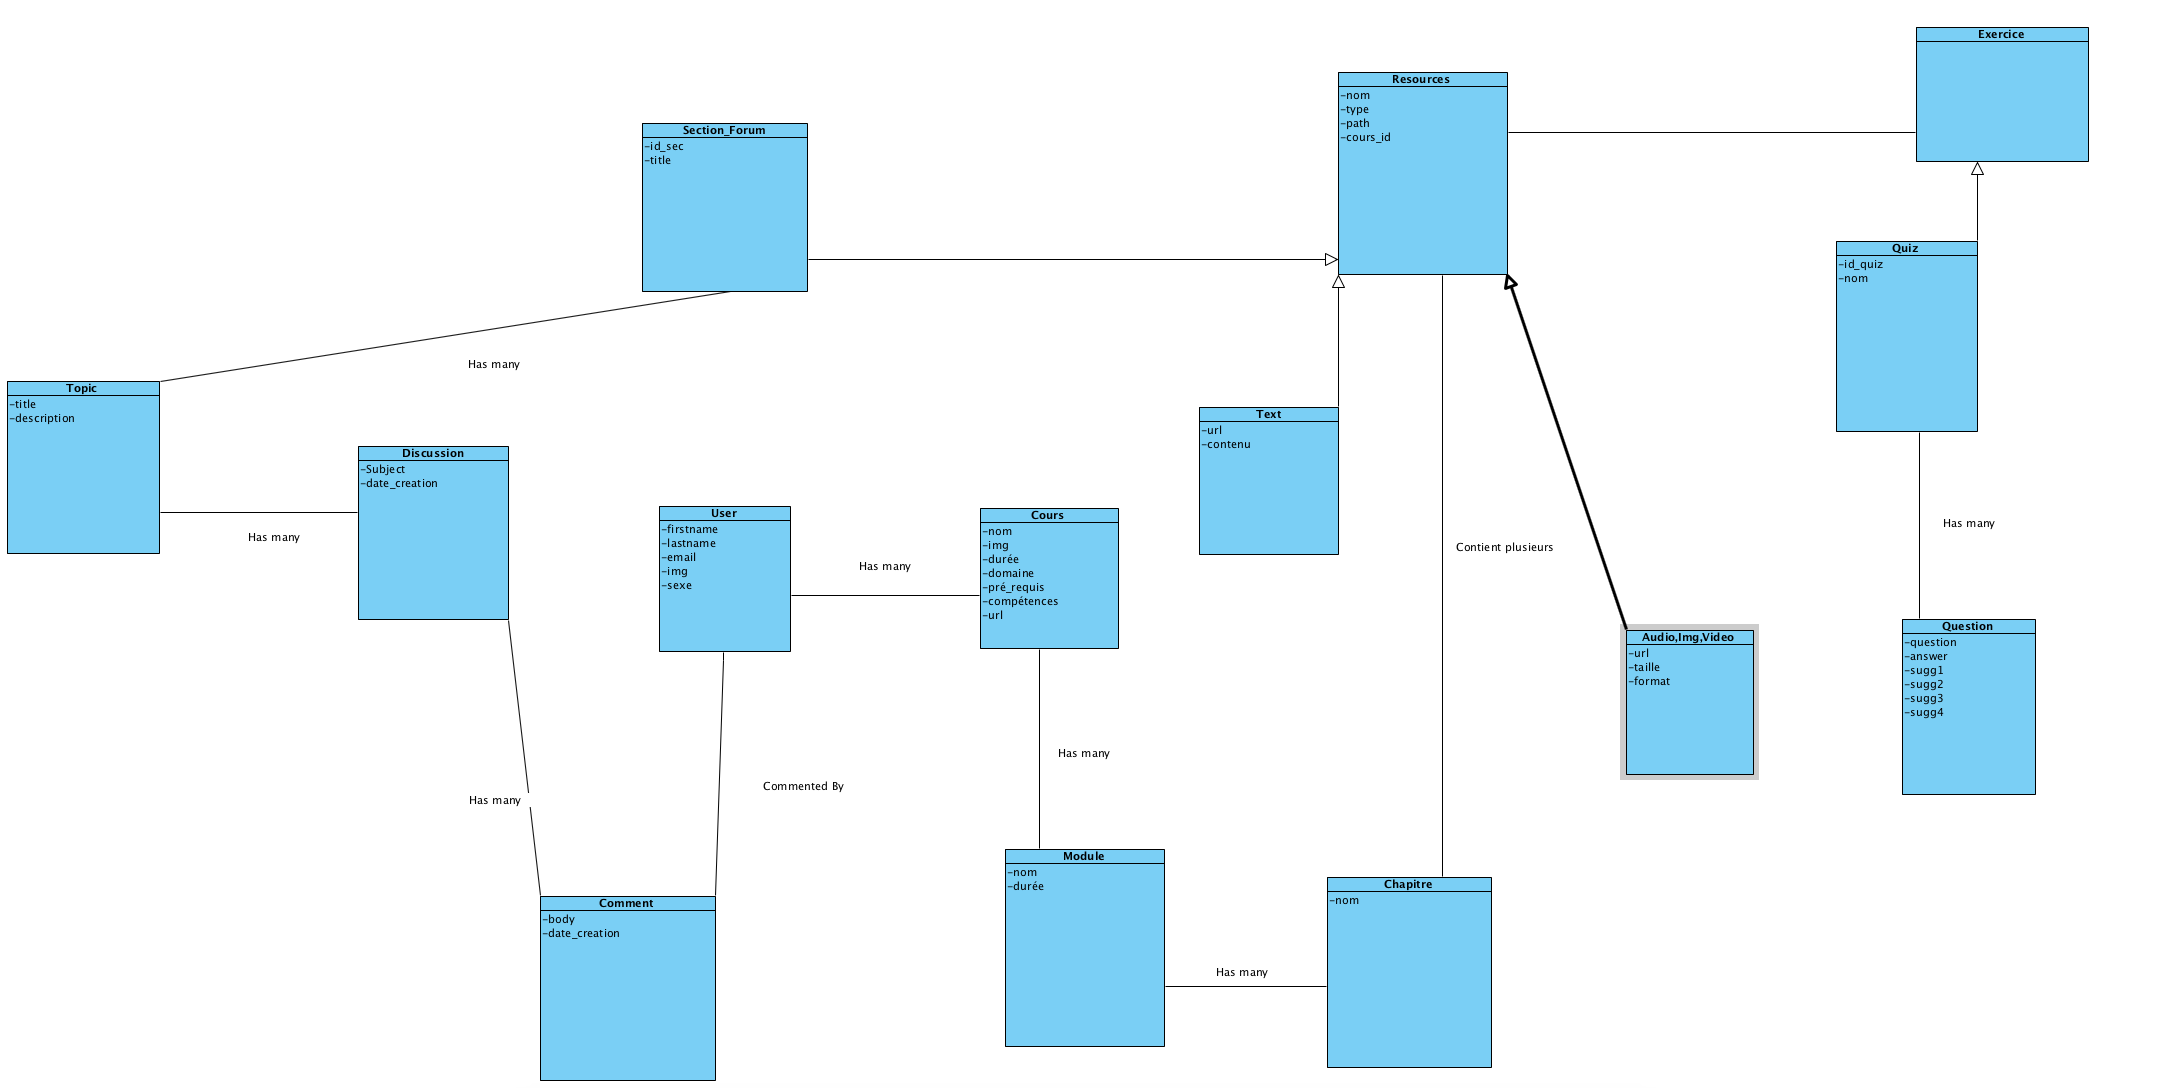 Exercice
Resources
-nom
-type
-path
-cours_id
Section_Forum
-id_sec
-title
Quiz
-id_quiz
-nom
Has many
Topic
-title
-description
Text
-url
-contenu
Discussion
-Subject
-date_creation
Has many
User
-firstname
-lastname
-email
-img
-sexe
Has many
Cours
-nom
-img
-durée
-domaine
-pré_requis
-compétences
-url
Contient plusieurs
Has many
Audio,Img,Video
-url
-taille
-format
Question
-question
-answer
-sugg1
-sugg2
-sugg3
-sugg4
Has many
Commented By
Has many
Comment
-body
-date_creation
Module
-nom
-durée
Has many
Chapitre
-nom